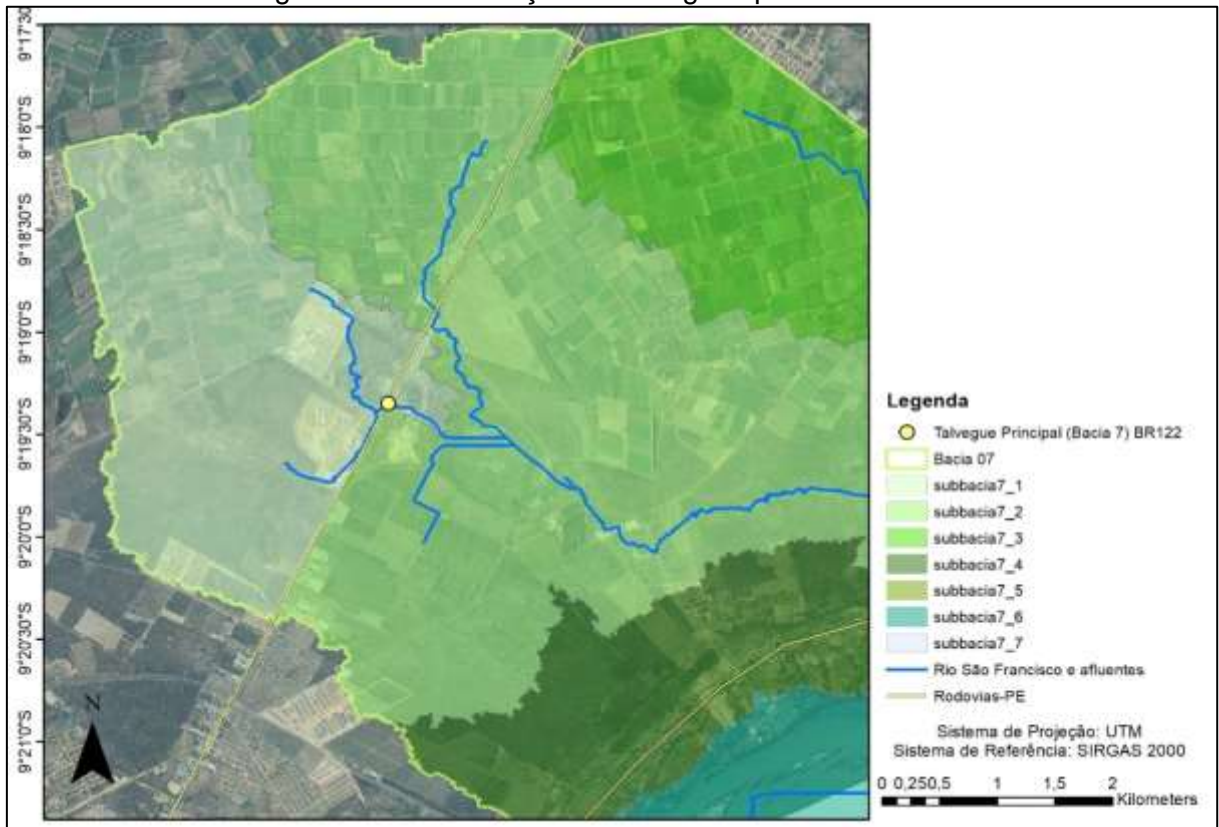 9°17'30
9°18'0"S
9°18'30"S
9°19'0"S
9°19'30"S
9°20'0"S
9°20'30"S
9°21'0"S
N
Legenda
Talvegue Principal (Bacia 7) BR122
Bacia 07
subbacia7_1
subbacia7_2
subbacia7_3
subbacia7_4
subbacia7_5
subbacia7_6
subbacia7_7
Rio São Francisco e afluentes
Rodovias-PE
Sistema de Projeção: UTM
Sistema de Referência: SIRGAS 2000
0 0,250,5 1 1,5 2
Kilometers